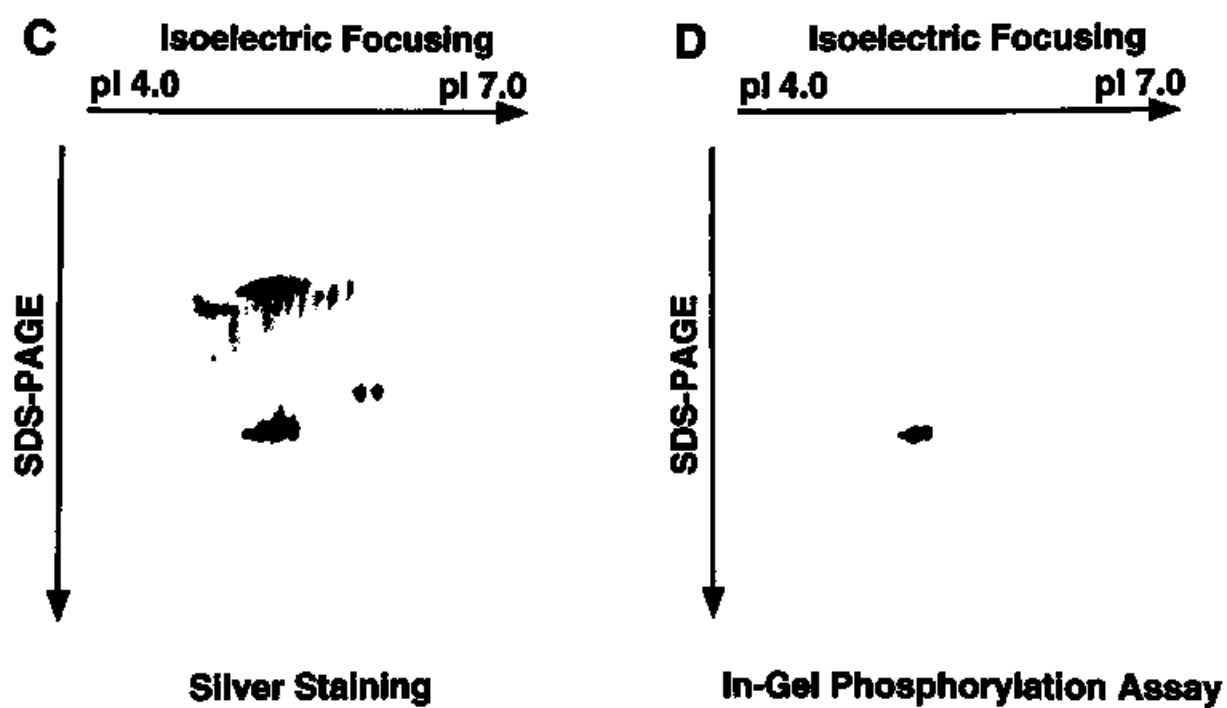 C
Isoelectric Focusing
pI 4.0
pI 7.0
SDS-PAGE
Silver Staining
D
Isoelectric Focusing
pI 4.0
pI 7.0
SDS-PAGE
In-Gel Phosphorylation Assay